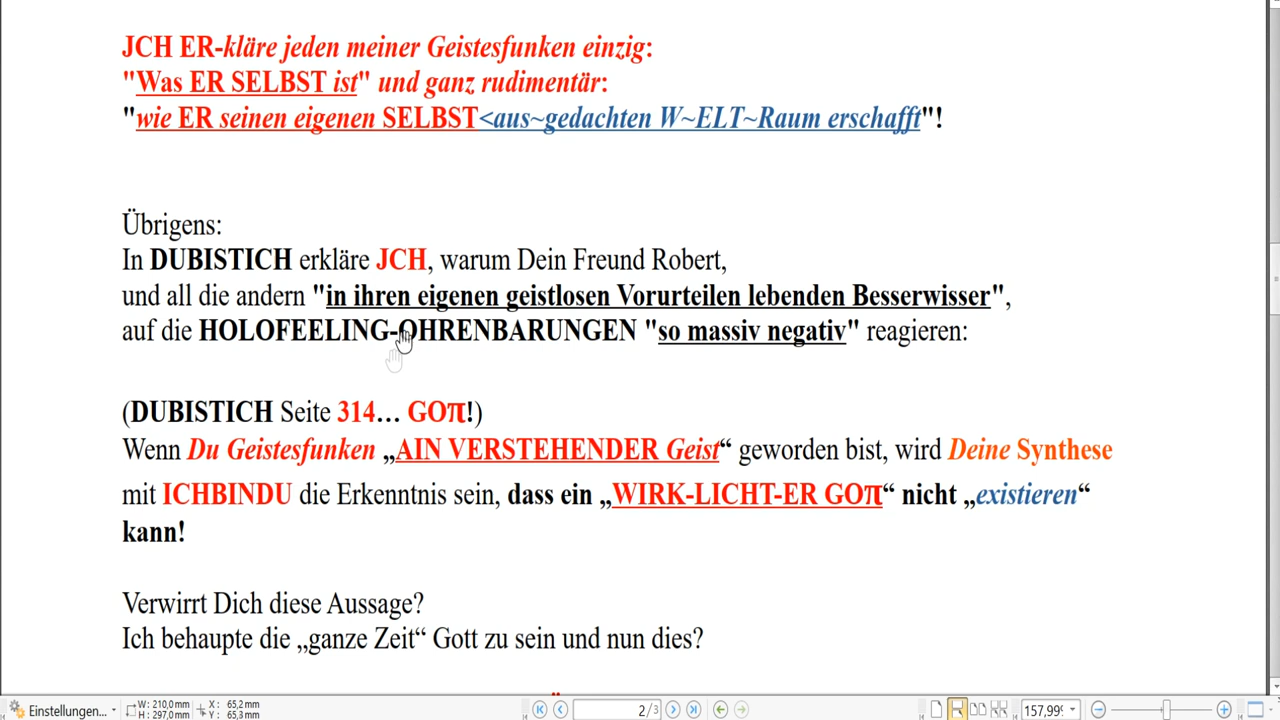 JCH ER-kläre jeden meiner Geistesfunken einzig:
"Was ER SELBST ist" und ganz rudimentär:
"wie ER seinen eigenen SELBST<aus~gedachten W~ELT~Raum erschafft"!
Übrigens:
In DUBISTICH erkläre JCH, warum Dein Freund Robert,
und all die andern "in ihren eigenen geistlosen Vorurteilen lebenden Besserwisser",
auf die HOLOFEELING-OHRENBARUNGEN "so massiv negativ" reagieren:
(DUBISTICH Seite 314… GOπ!)
Wenn Du Geistesfunken „AIN VERSTEHENDER Geist“ geworden bist, wird Deine Synthese
mit ICHBINDU die Erkenntnis sein, dass ein „WIRK-LICHT-ER GOπ“ nicht „existieren“
kann!
Verwirrt Dich diese Aussage?
Ich behaupte die „ganze Zeit“ Gott zu sein und nun dies?
Einstellungen... W: 210,0 mm X: 65,2 mm 2/3 157,99%
H: 297,0 mm Y: 65,3 mm